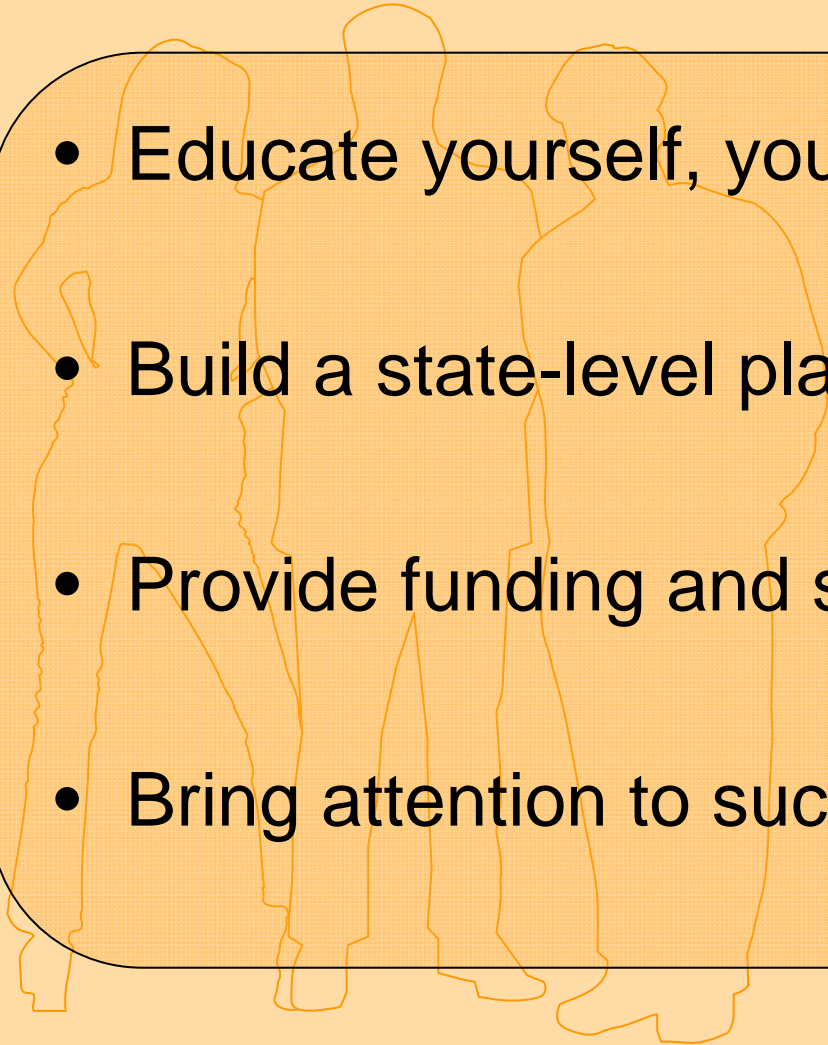 • Educate yourself, you
• Build a state-level pla
• Provide funding and s
• Bring attention to suc